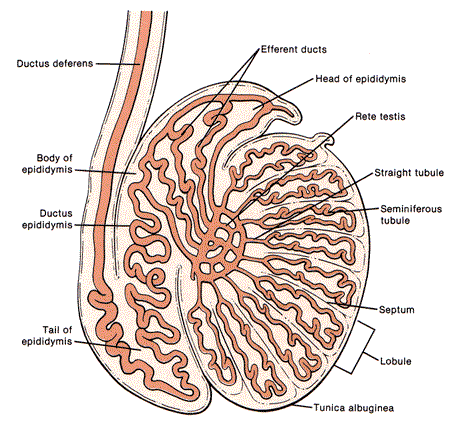 Ductus deferens
Efferent ducts
Head of epididymis
Rete testis
Body of
epididymis
Straight tubule
Seminiferous
tubule
Ductus
epididymis
Septum
Tail of
epididymis
Lobule
Tunica albuginea